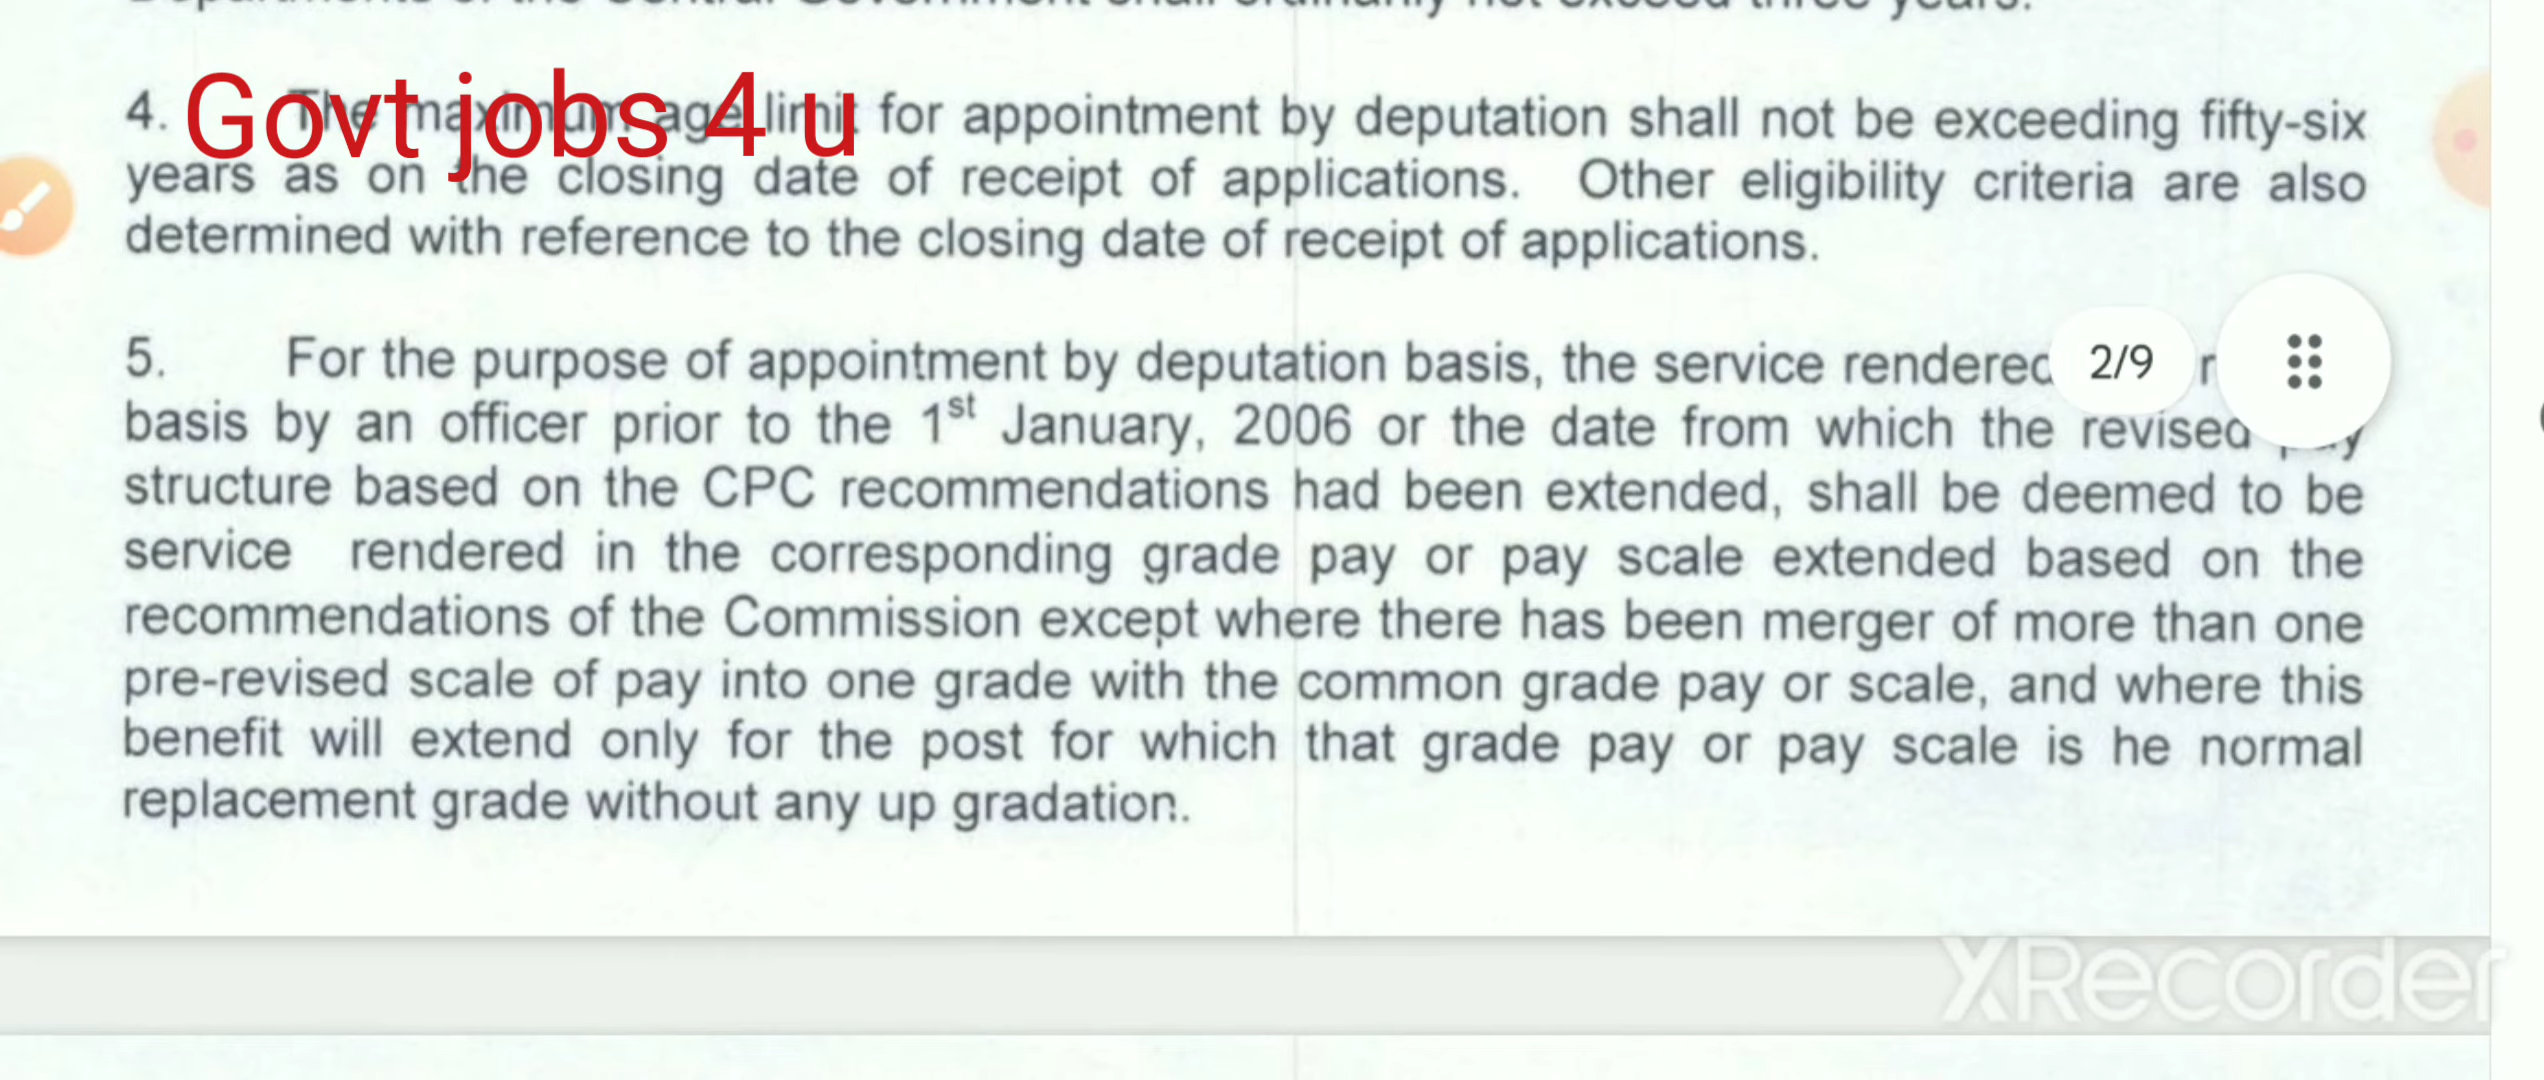 Govt jobs 4 u
4. The maximum age limit for appointment by deputation shall not be exceeding fifty-six
years as on the closing date of receipt of applications. Other eligibility criteria are also
determined with reference to the closing date of receipt of applications.
5. For the purpose of appointment by deputation basis, the service rendered
2/9
basis by an officer prior to the 1st January, 2006 or the date from which the revised
structure based on the CPC recommendations had been extended, shall be deemed to be
service rendered in the corresponding grade pay or pay scale extended based on the
recommendations of the Commission except where there has been merger of more than one
pre-revised scale of pay into one grade with the common grade pay or scale, and where this
benefit will extend only for the post for which that grade pay or pay scale is he normal
replacement grade without any up gradation.
XRecorder